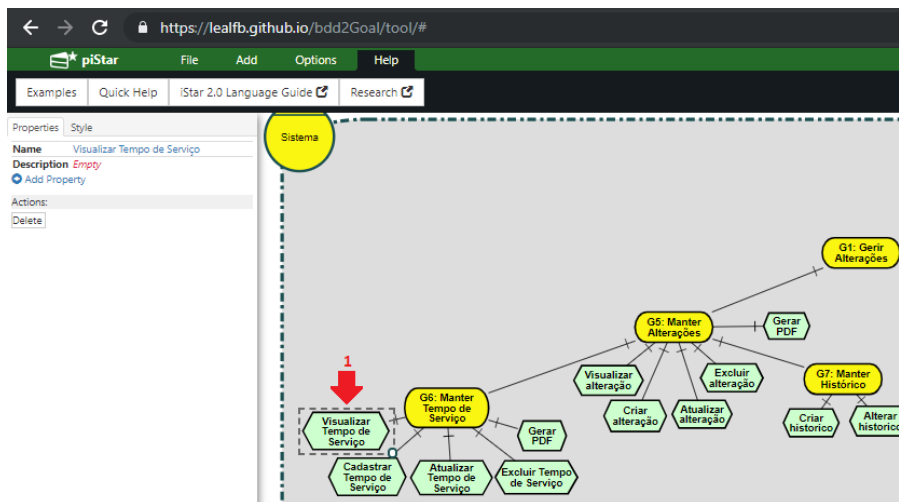 https://lealfb.github.io/bdd2Goal/tool/#
piStar File Add Options Help
Examples Quick Help iStar 2.0 Language Guide Research
Properties Style
Name Visualizar Tempo de Serviço
Description Empty
Add Property
Actions:
Delete
Sistema
G1: Gerir
Alterações
G5: Manter
Alterações
Gerar
PDF
1
Visualizar
alteração
Excluir
alteração
G7: Manter
Histórico
G6: Manter
Tempo de
Serviço
Criar
alteração
Atualizar
alteração
Criar
historico
Alterar
historico
Visualizar
Tempo de
Serviço
Gerar
PDF
Cadastrar
Tempo de
Serviço
Atualizar
Tempo de
Serviço
Excluir Tempo
de Serviço